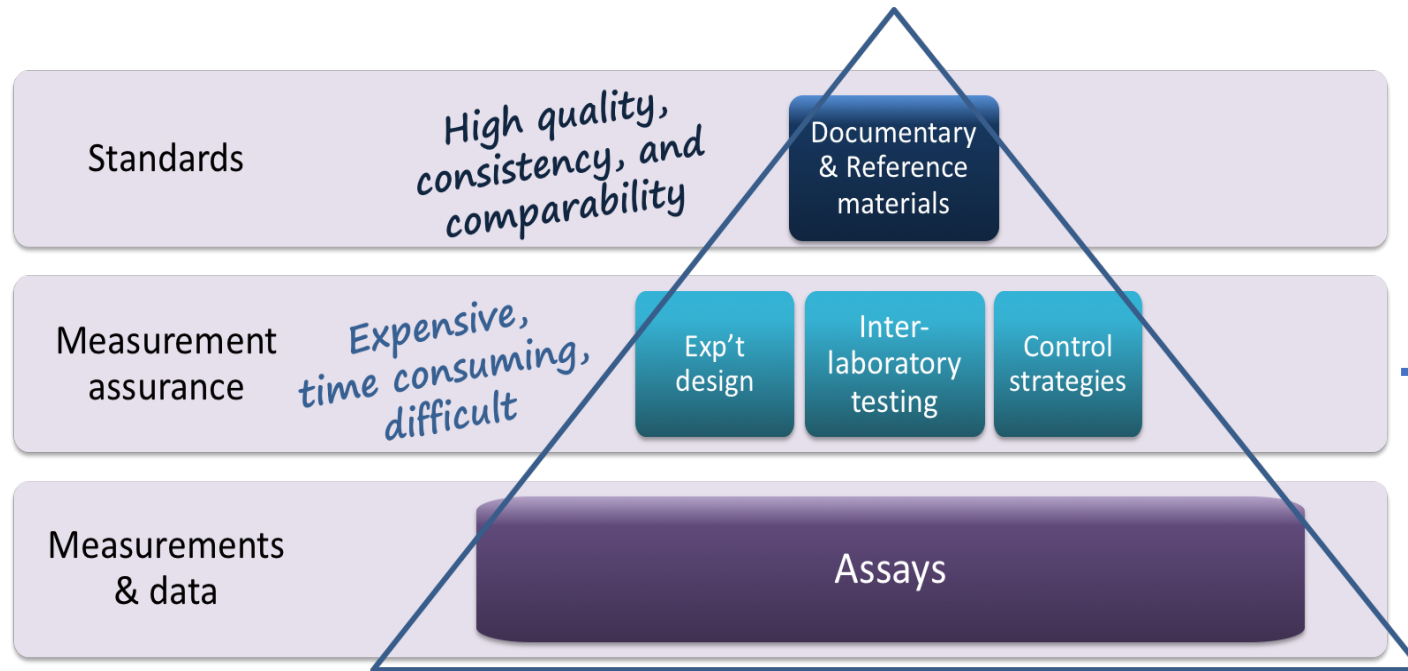 Standards
High quality,
consistency, and
comparability
Documentary
& Reference
materials
Measurement
assurance
Expensive,
time consuming,
difficult
Exp’t
design
Inter-
laboratory
testing
Control
strategies
Measurements
& data
Assays